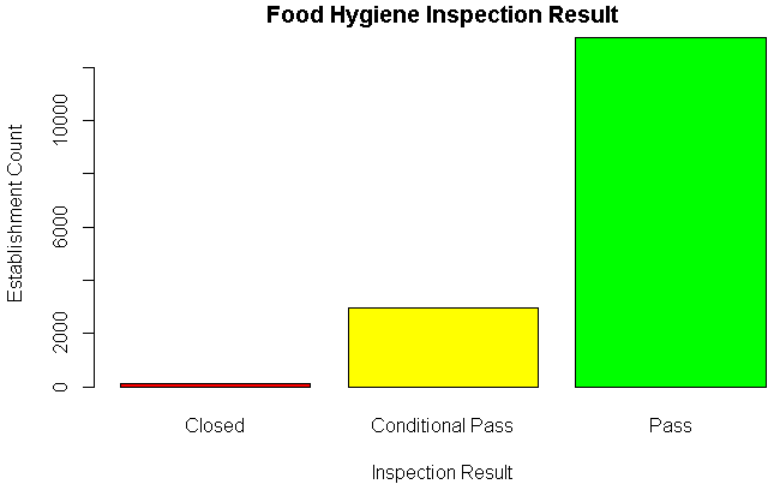 Food Hygiene Inspection Result
Establishment Count
10000
6000
2000
0
Closed
Conditional Pass
Pass
Inspection Result